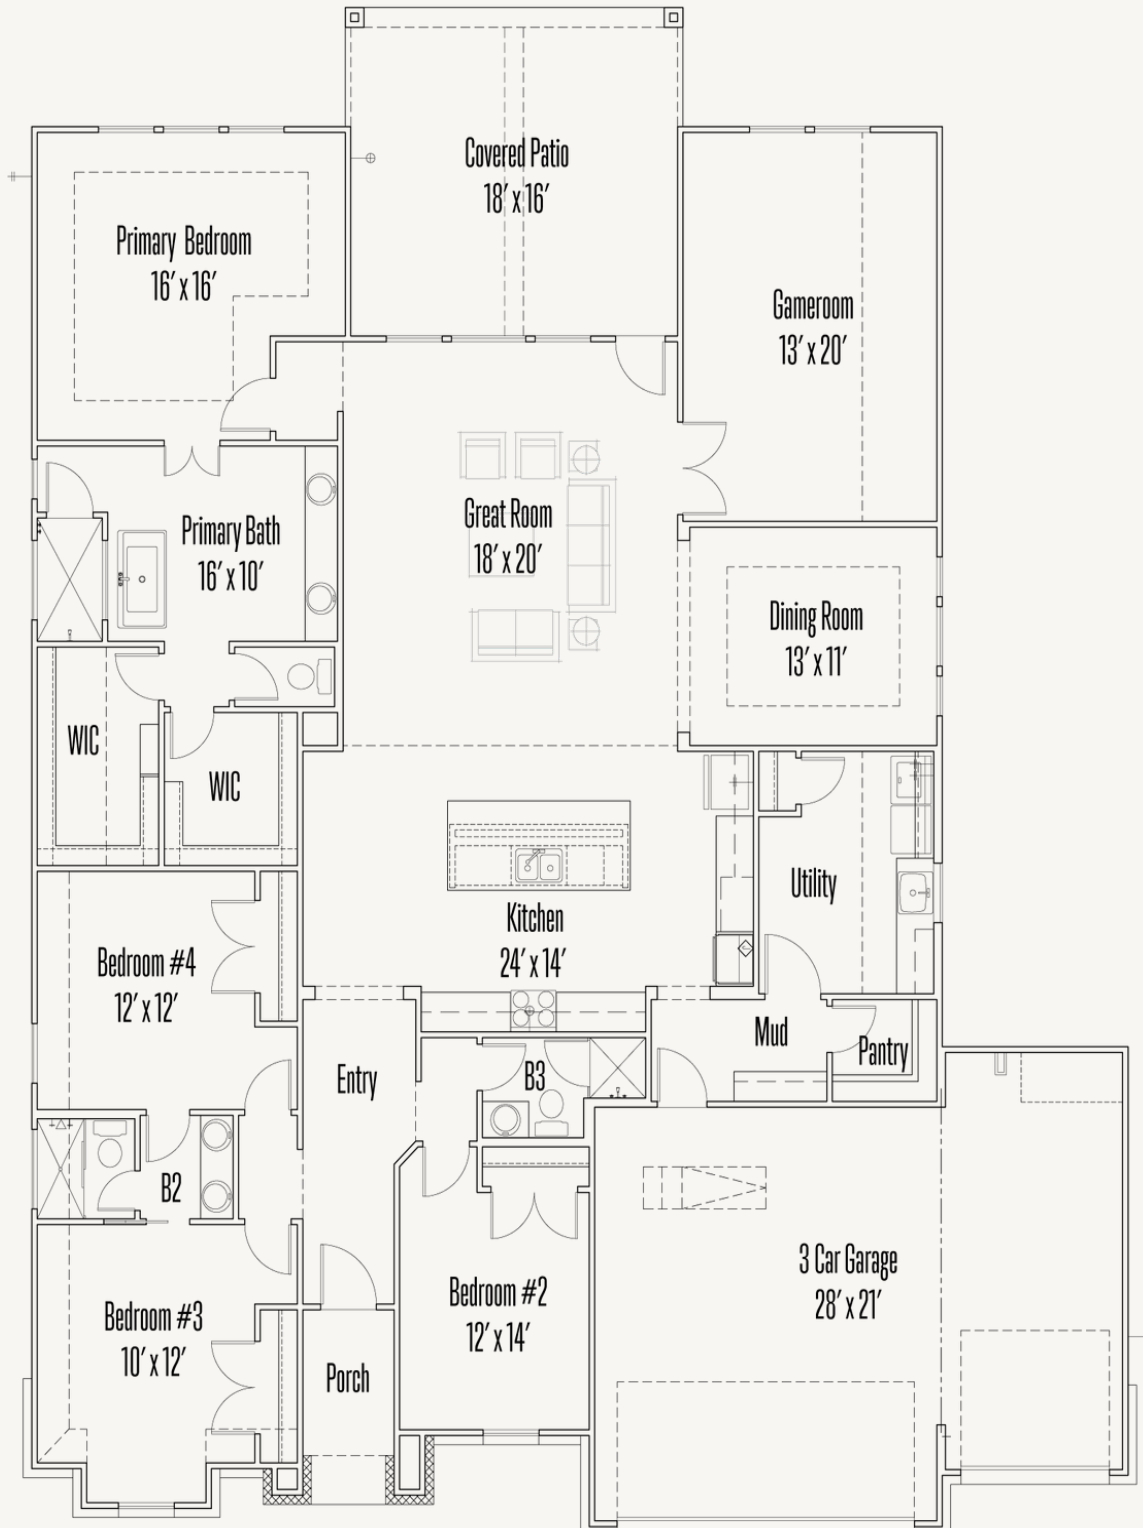 Covered Patio
18' x 16'
Primary Bedroom
16' x 16'
Gameroom
13' x 20'
Great Room
18' x 20'
Primary Bath
16' x 10'
Dining Room
13' x 11'
WIC
WIC
Utility
Kitchen
24' x 14'
Bedroom #4
12' x 12'
Mud
Pantry
Entry
B3
B2
3 Car Garage
28' x 21'
Bedroom #2
12' x 14'
Bedroom #3
10' x 12'
Porch